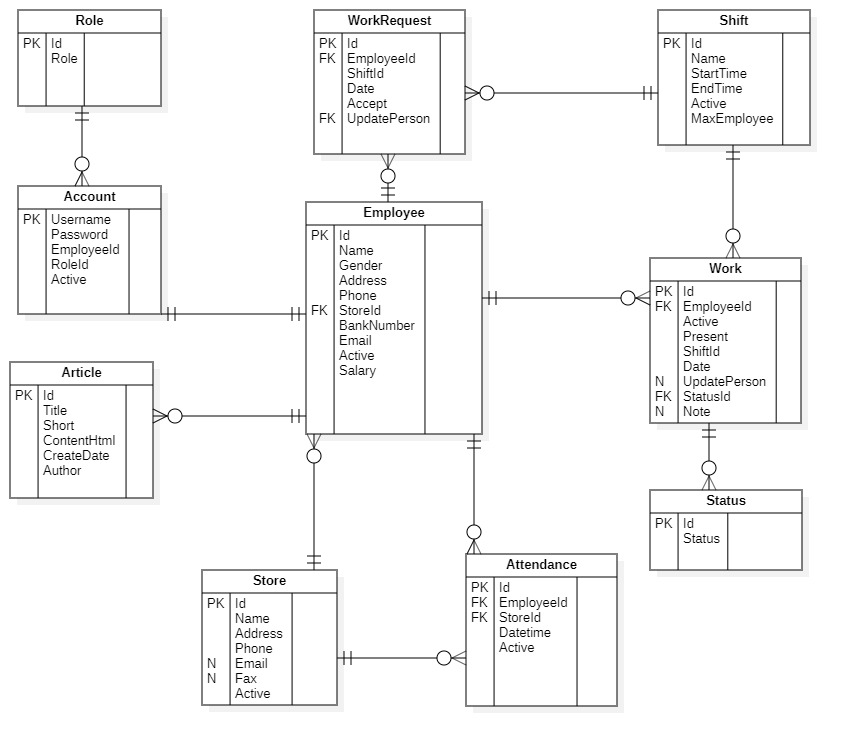 Role
PK Id
Role
WorkRequest
PK Id
FK EmployeeId
ShiftId
Date
Accept
FK UpdatePerson
Shift
PK Id
Name
StartTime
EndTime
Active
MaxEmployee
Account
PK Username
Password
EmployeeId
RoleId
Active
Employee
PK Id
Name
Gender
Address
Phone
FK StoreId
BankNumber
Email
Active
Salary
Work
PK Id
FK EmployeeId
Active
Present
ShiftId
Date
N UpdatePerson
FK StatusId
N Note
Article
PK Id
Title
Short
ContentHtml
CreateDate
Author
Status
PK Id
Status
Store
PK Id
Name
Address
Phone
N Email
N Fax
Active
Attendance
PK Id
FK EmployeeId
FK StoreId
Datetime
Active